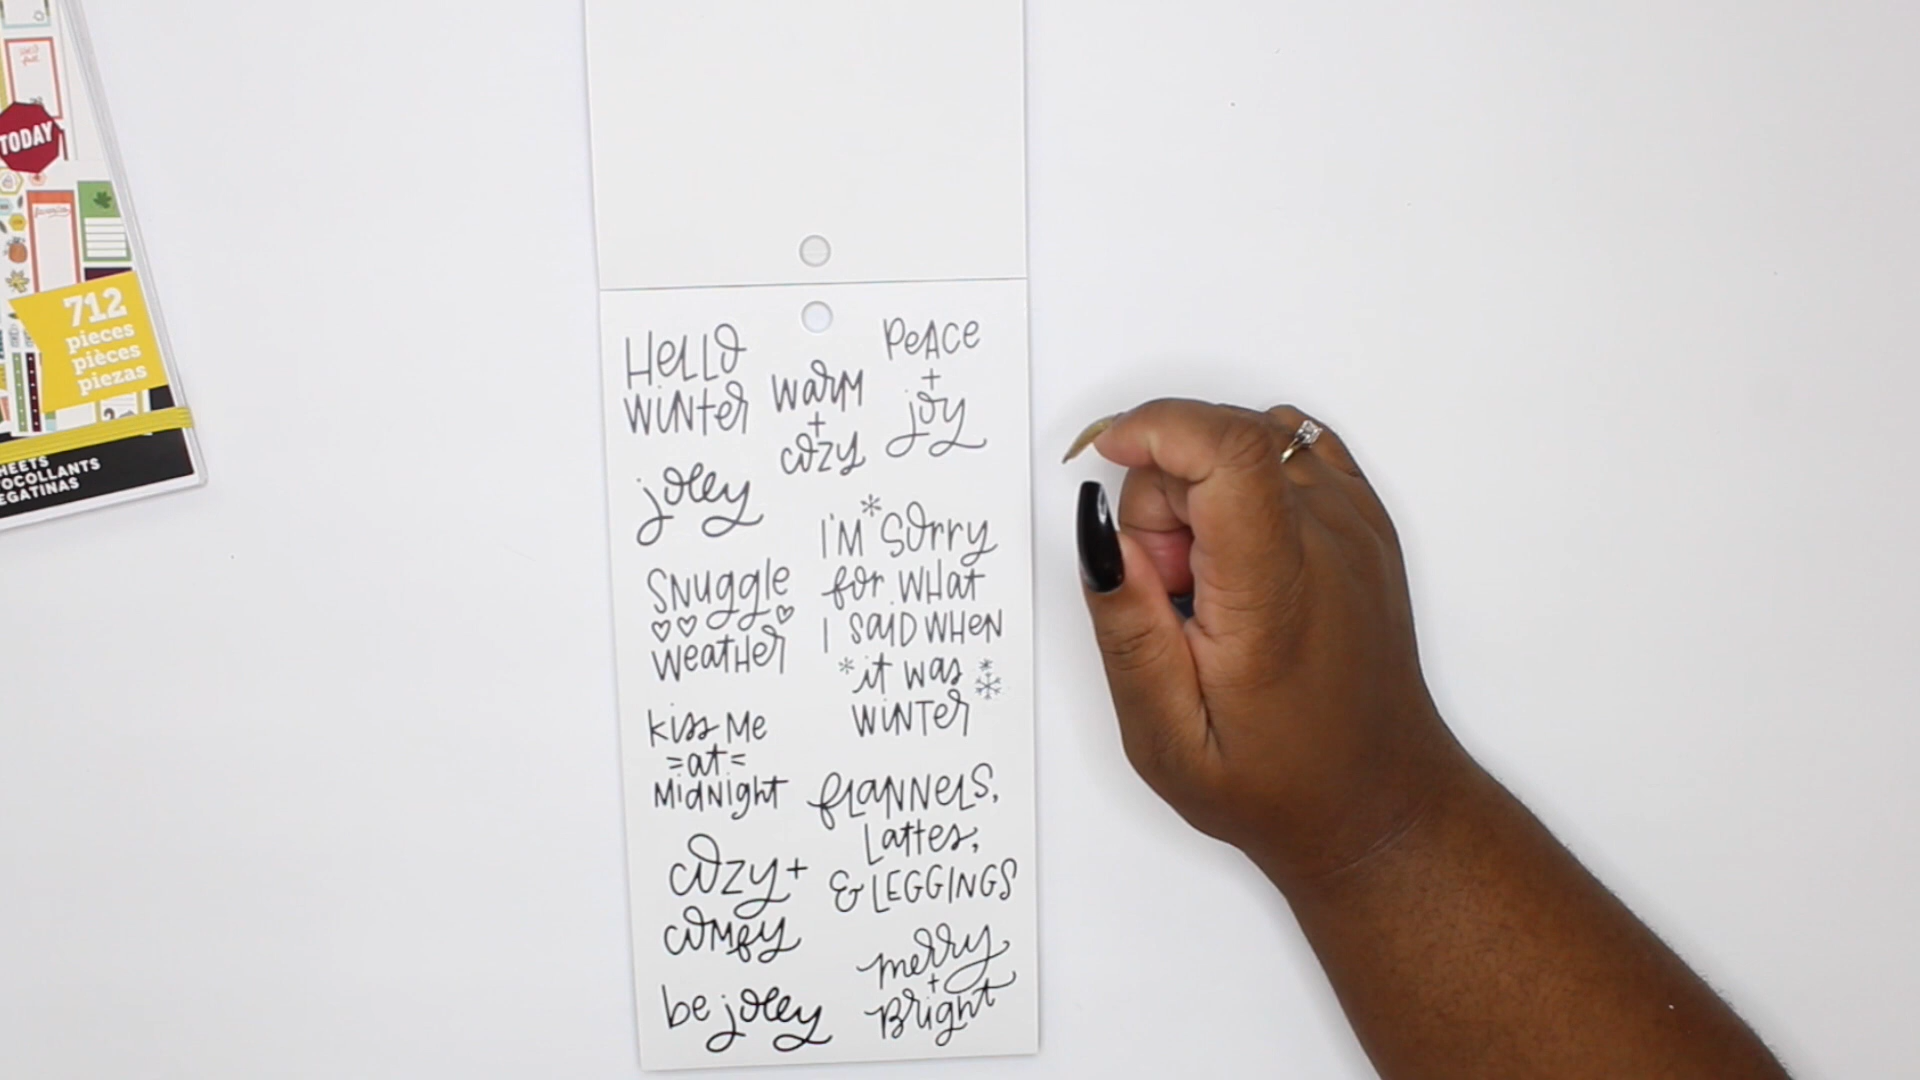 TODAY
712
pieces
pièces
piezas
HEETS
OCOLLANTS
EGATINAS
HELLO
WINTER
WARM
+
COZY
PEACE
+
joy
jolly
SNuggle
WeatHer
I'M SOrry
for WHat
I SAID WHEN
it was
WINTER
kiss Me
=at=
MidNight
flANNELS,
Lattes,
& LEGGINGS
cozy +
comfy
merry
+
Bright
be jolly